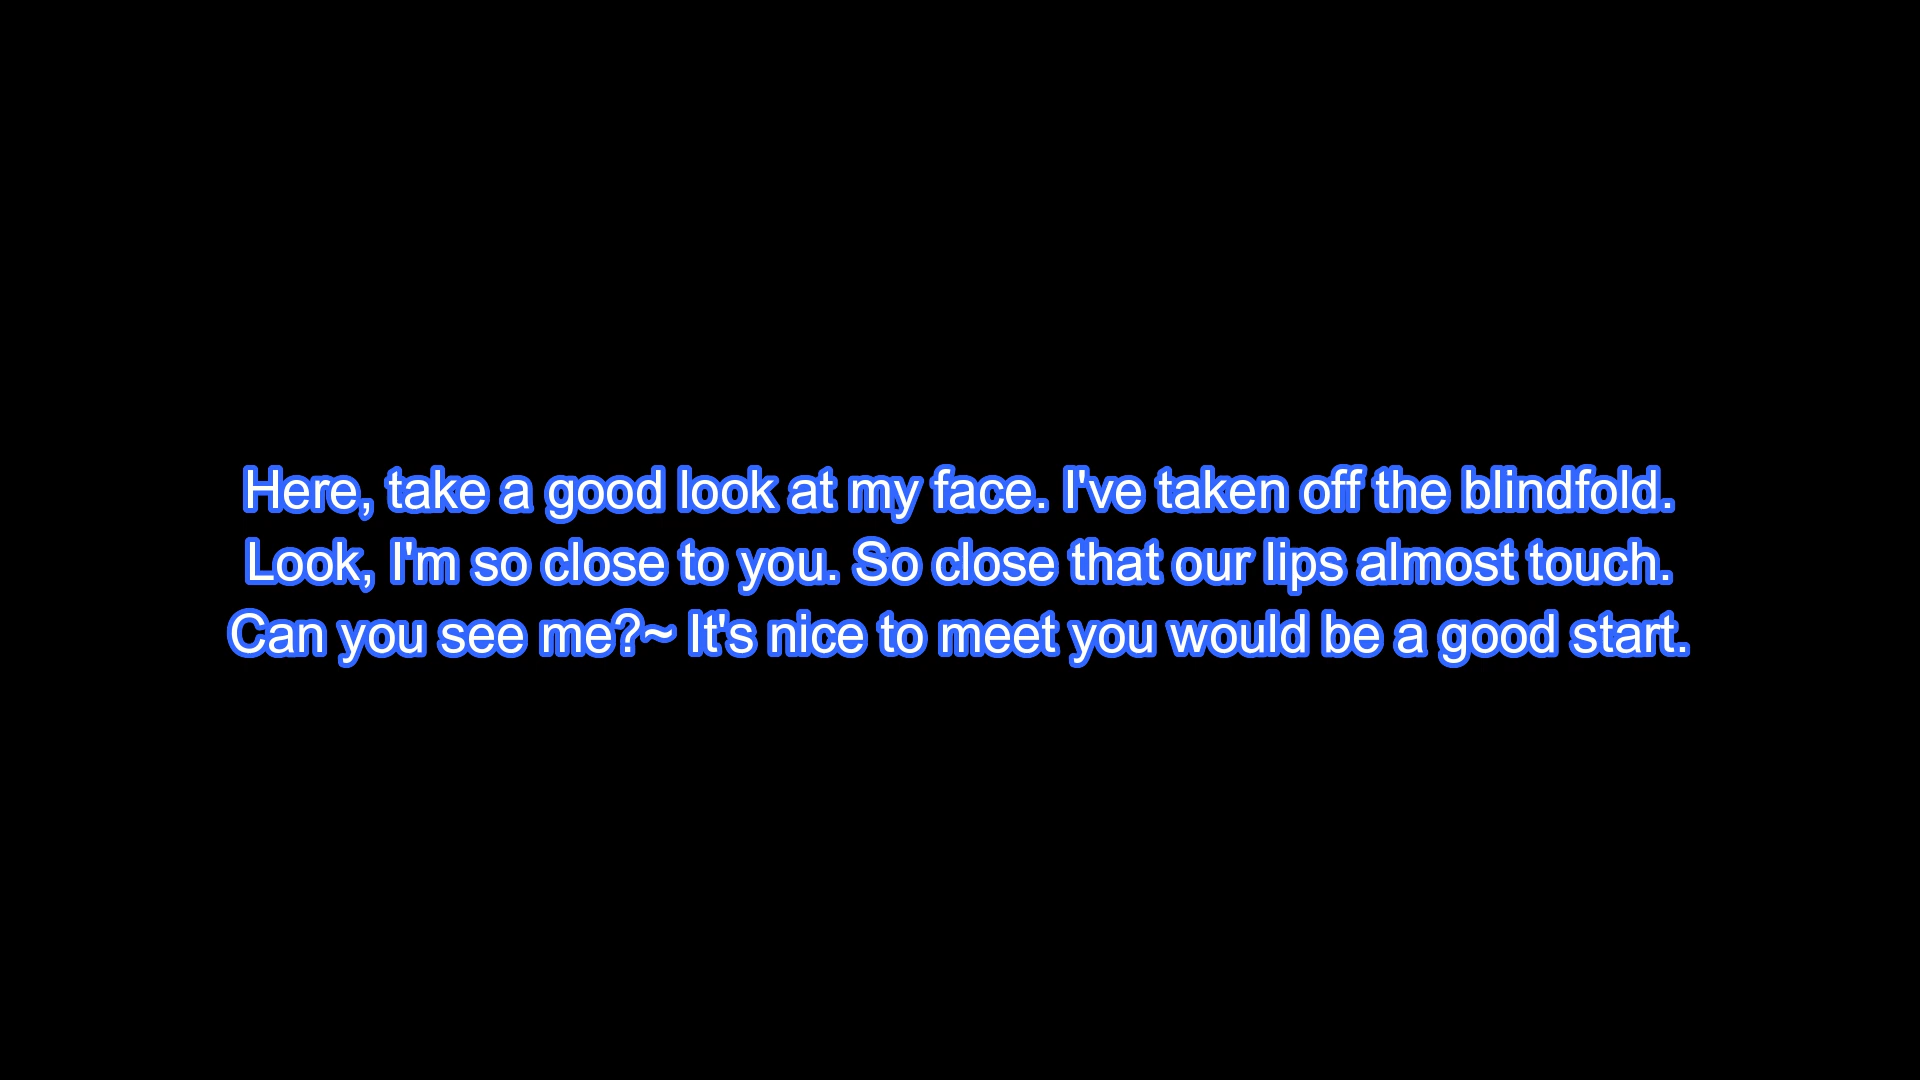 Here, take a good look at my face. I've taken off the blindfold.
Look, I'm so close to you. So close that our lips almost touch.
Can you see me?~ It's nice to meet you would be a good start.